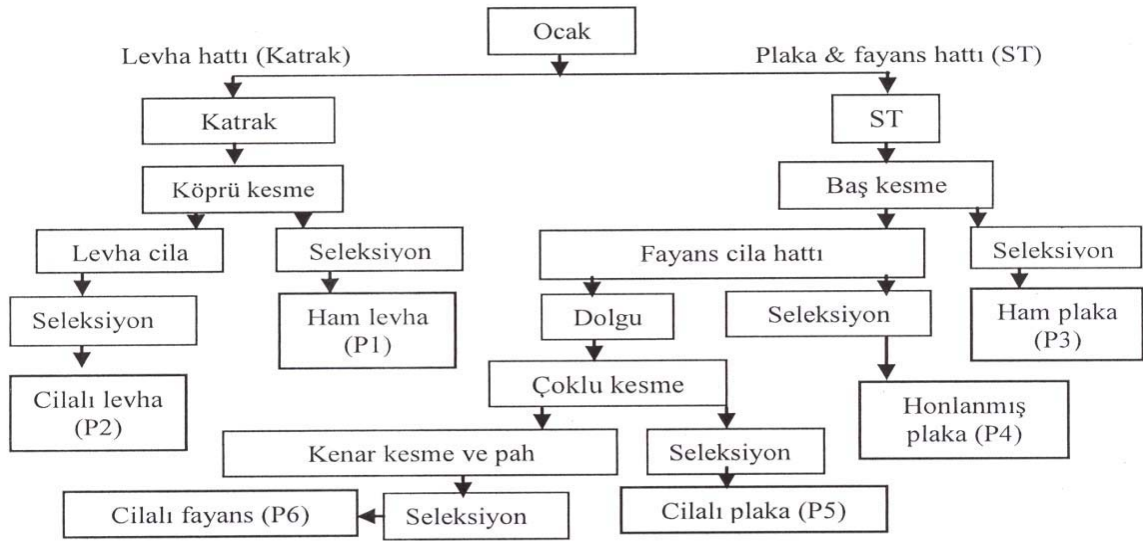 Ocak
Levha hattı (Katrak)
Plaka & fayans hattı (ST)
Katrak
ST
Köprü kesme
Baş kesme
Levha cila
Seleksiyon
Fayans cila hattı
Seleksiyon
Seleksiyon
Ham levha
(P1)
Dolgu
Seleksiyon
Ham plaka
(P3)
Cilalı levha
(P2)
Çoklu kesme
Honlanmış
plaka (P4)
Kenar kesme ve pah
Seleksiyon
Cilalı fayans (P6)
Seleksiyon
Cilalı plaka (P5)